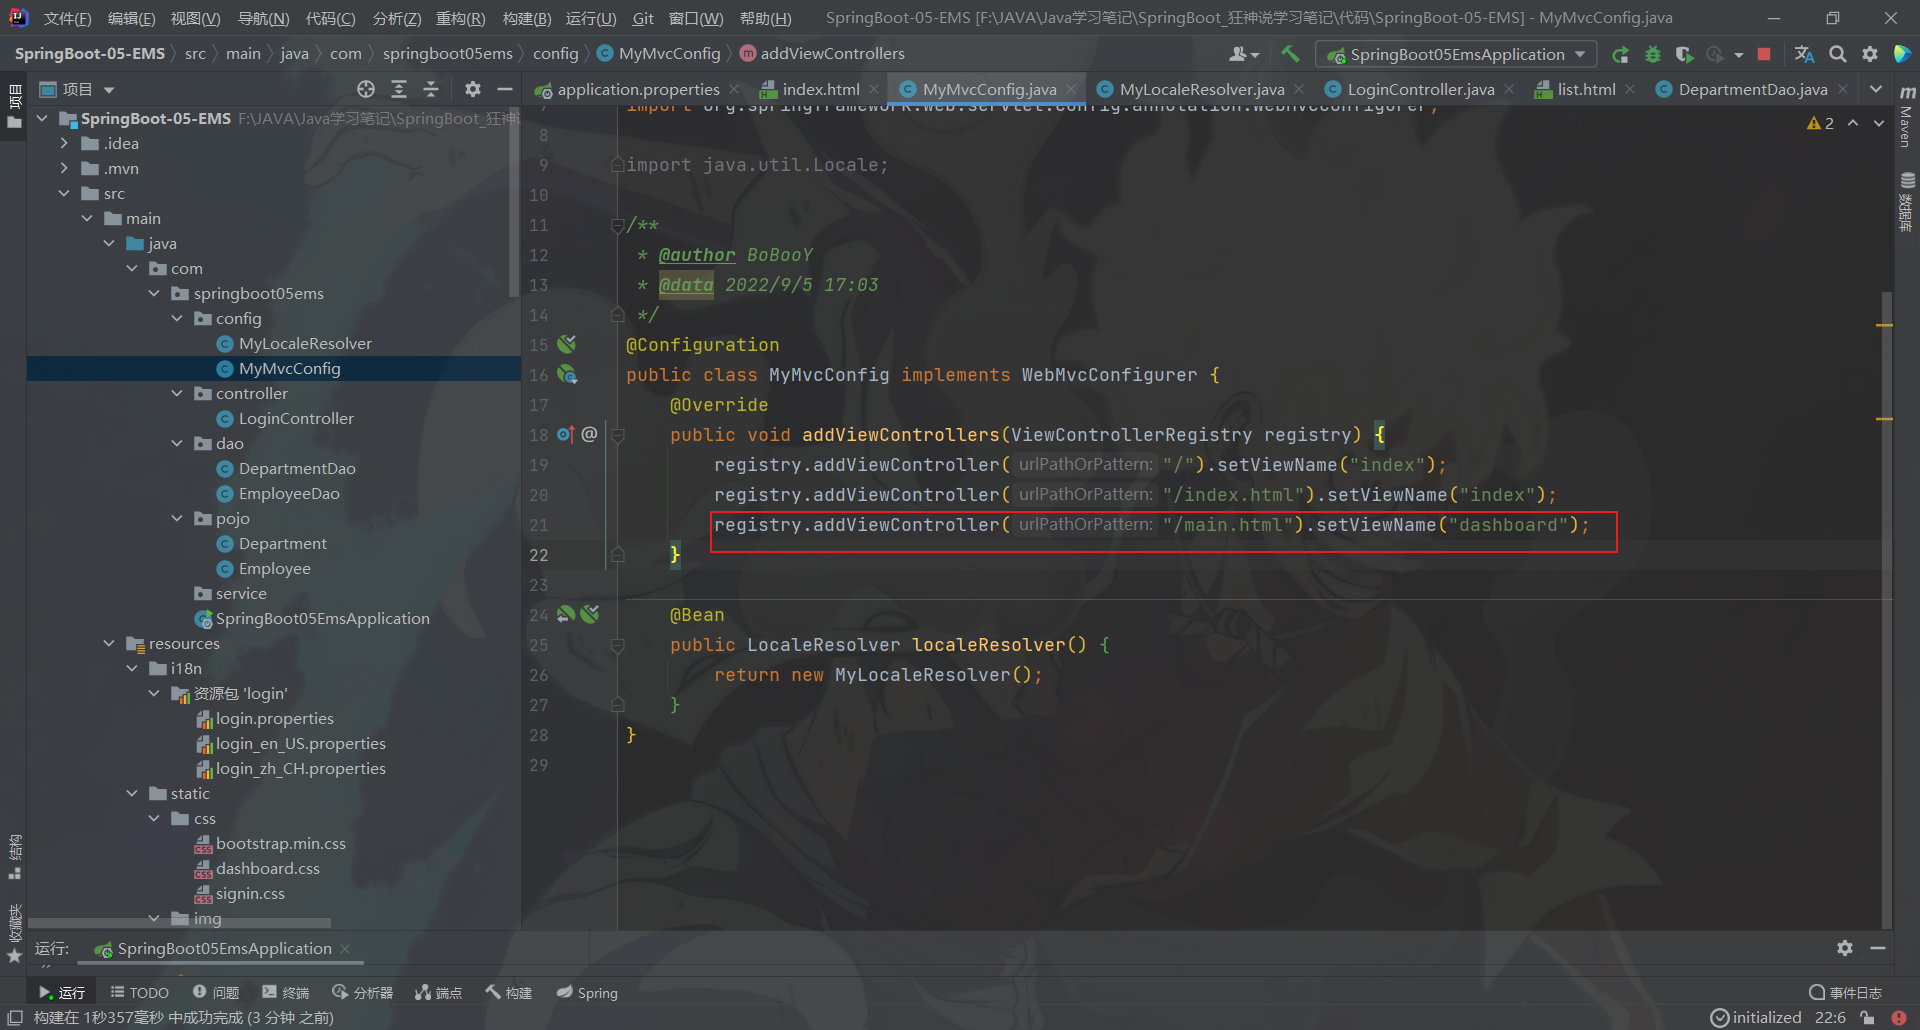 文件(F) 编辑(E) 视图(V) 导航(N) 代码(C) 分析(Z) 重构(R) 构建(B) 运行(U) Git 窗口(W) 帮助(H) SpringBoot-05-EMS [F:\JAVA\Java学习笔记\SpringBoot_狂神说学习笔记\代码\SpringBoot-05-EMS] - MyMvcConfig.java
SpringBoot-05-EMS src main java com springboot05ems config MyMvcConfig addViewControllers SpringBoot05EmsApplication
项目 application.properties index.html MyMvcConfig.java MyLocaleResolver.java LoginController.java list.html DepartmentDao.java
项目
结构
收藏夹
Maven
数据库
SpringBoot-05-EMS F:\JAVA\Java学习笔记\SpringBoot_狂神说
.idea
.mvn
src
main
java
com
springboot05ems
config
MyLocaleResolver
MyMvcConfig
controller
LoginController
dao
DepartmentDao
EmployeeDao
pojo
Department
Employee
service
SpringBoot05EmsApplication
resources
i18n
资源包 'login'
login.properties
login_en_US.properties
login_zh_CH.properties
static
css
bootstrap.min.css
dashboard.css
signin.css
img
2
7 import org.springframework.web.servlet.config.annotation.WebMvcConfigurer;
8
9 import java.util.Locale;
10
11 /**
12 * @author BoBooY
13 * @data 2022/9/5 17:03
14 */
15 @Configuration
16 public class MyMvcConfig implements WebMvcConfigurer {
17 @Override
18 @ public void addViewControllers(ViewControllerRegistry registry) {
19 registry.addViewController( urlPathOrPattern: "/").setViewName("index");
20 registry.addViewController( urlPathOrPattern: "/index.html").setViewName("index");
21 registry.addViewController( urlPathOrPattern: "/main.html").setViewName("dashboard");
22 }
23
24 @Bean
25 public LocaleResolver localeResolver() {
26 return new MyLocaleResolver();
27 }
28 }
29
运行: SpringBoot05EmsApplication
运行 TODO 问题 终端 分析器 端点 构建 Spring 事件日志
构建在 1秒357毫秒 中成功完成 (3 分钟 之前) initialized 22:6